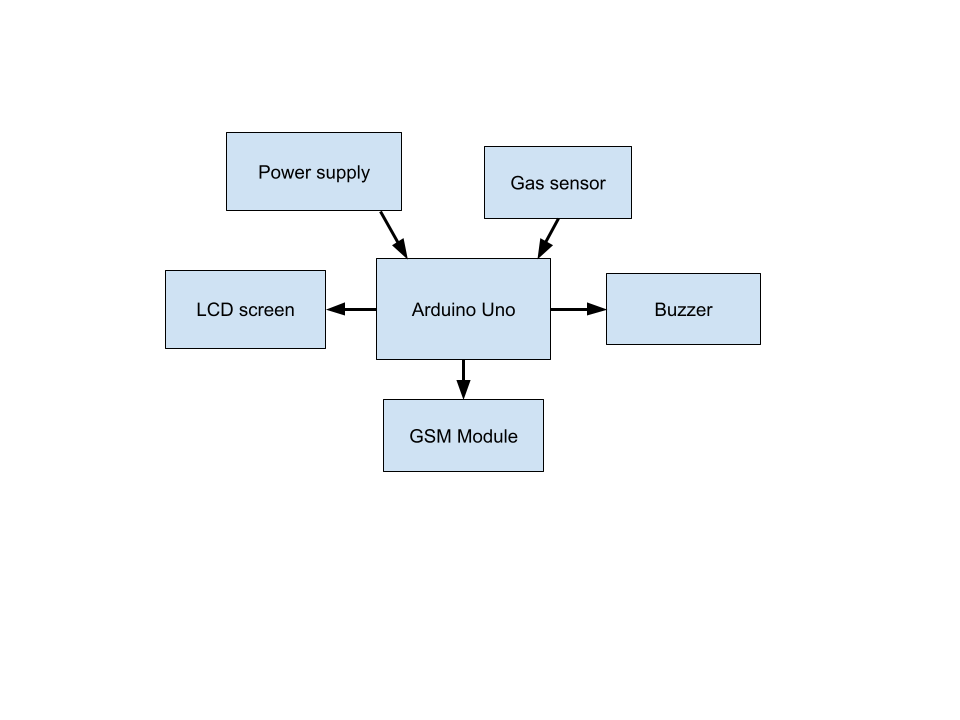 Power supply
Gas sensor
LCD screen
Arduino Uno
Buzzer
GSM Module